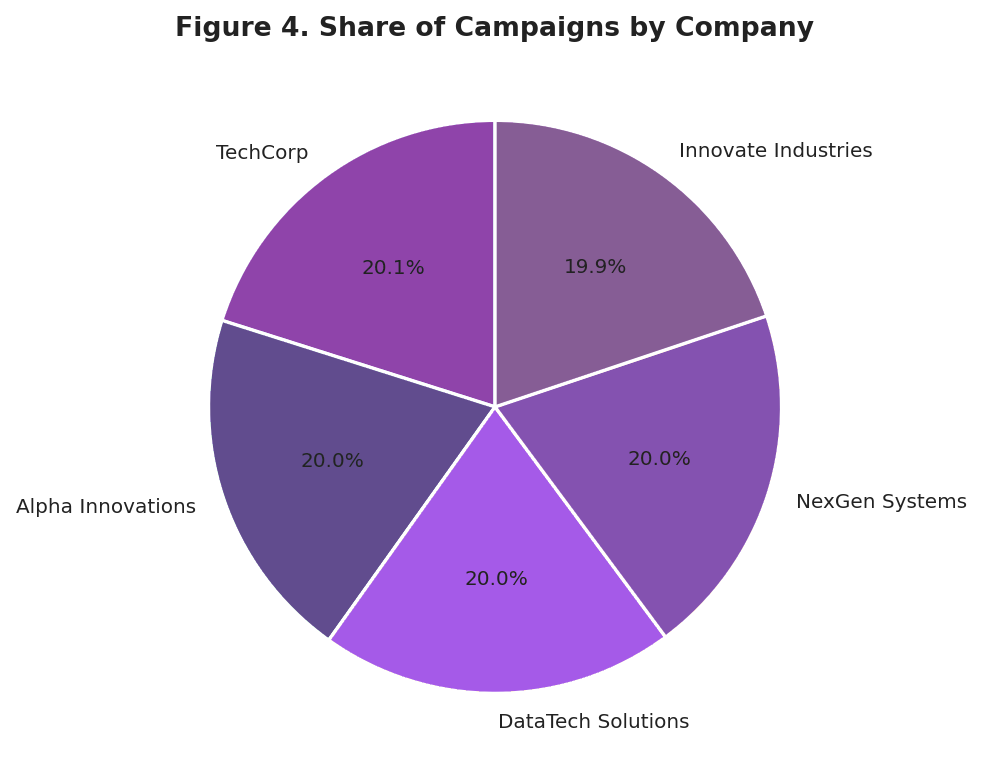 Figure 4. Share of Campaigns by Company
TechCorp
Innovate Industries
20.1%
19.9%
Alpha Innovations
20.0%
20.0%
NexGen Systems
20.0%
DataTech Solutions